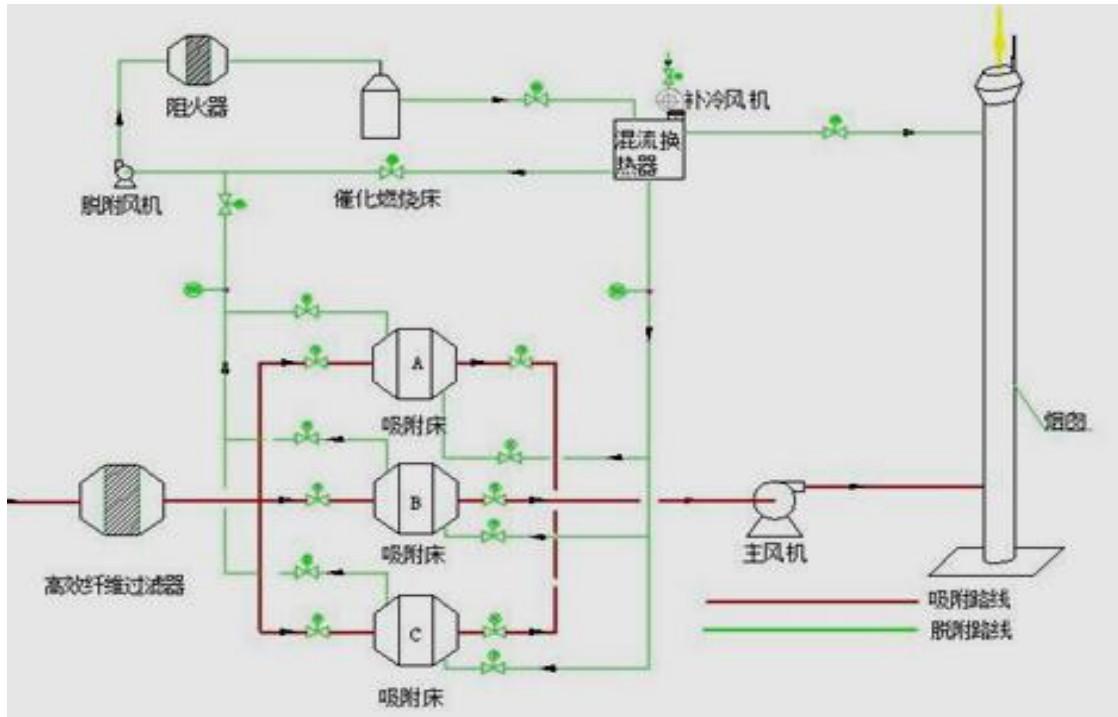 阻火器
补冷风机
混流换
热器
脱附风机
催化燃烧床
A
吸附床
烟囱
B
吸附床
主风机
高效纤维过滤器
吸附路线
脱附路线
C
吸附床